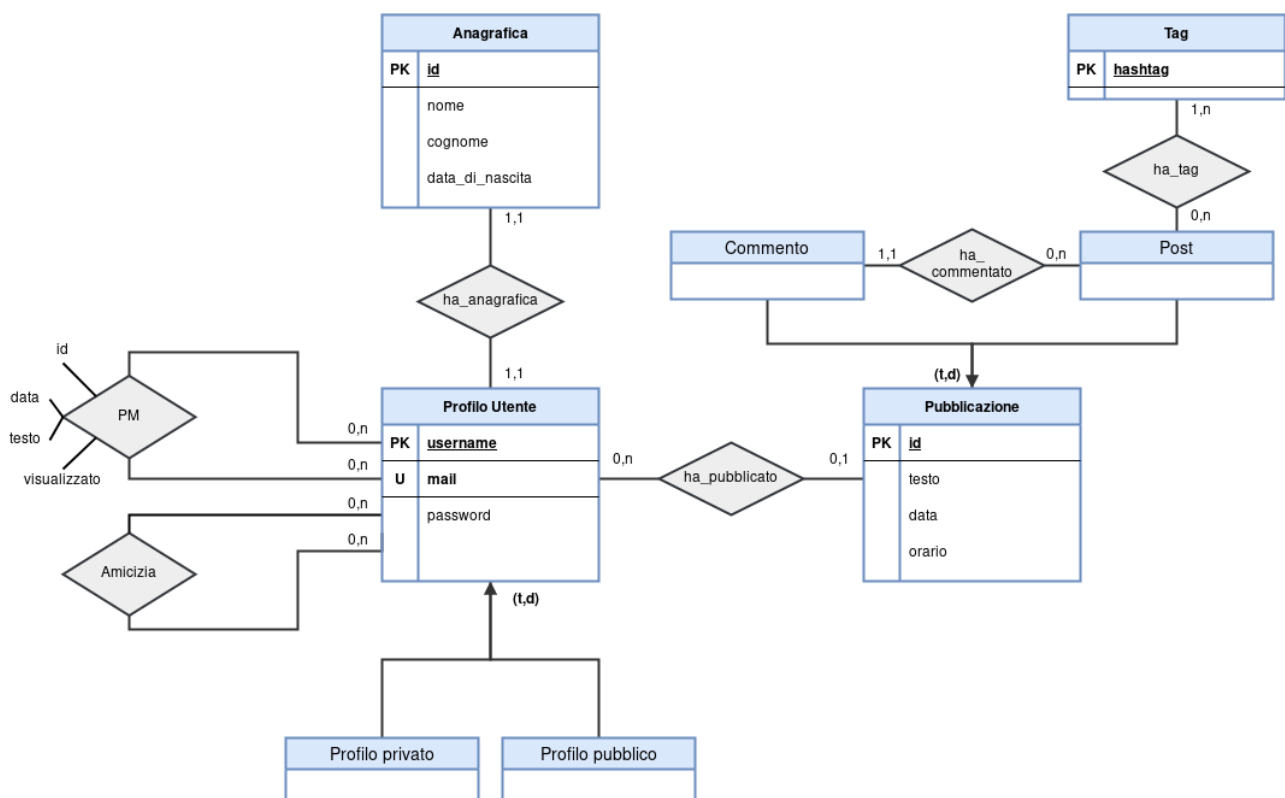 Anagrafica
PK id
nome
cognome
data_di_nascita
1,1
ha_anagrafica
1,1
Tag
PK hashtag
1,n
ha_tag
0,n
Commento
1,1
ha_
commentato
0,n
Post
(t,d)
id
data
testo
visualizzato
PM
0,n
0,n
0,n
0,n
Amicizia
Profilo Utente
PK username
U mail
password
0,n
ha_pubblicato
0,1
Pubblicazione
PK id
testo
data
orario
(t,d)
Profilo privato
Profilo pubblico